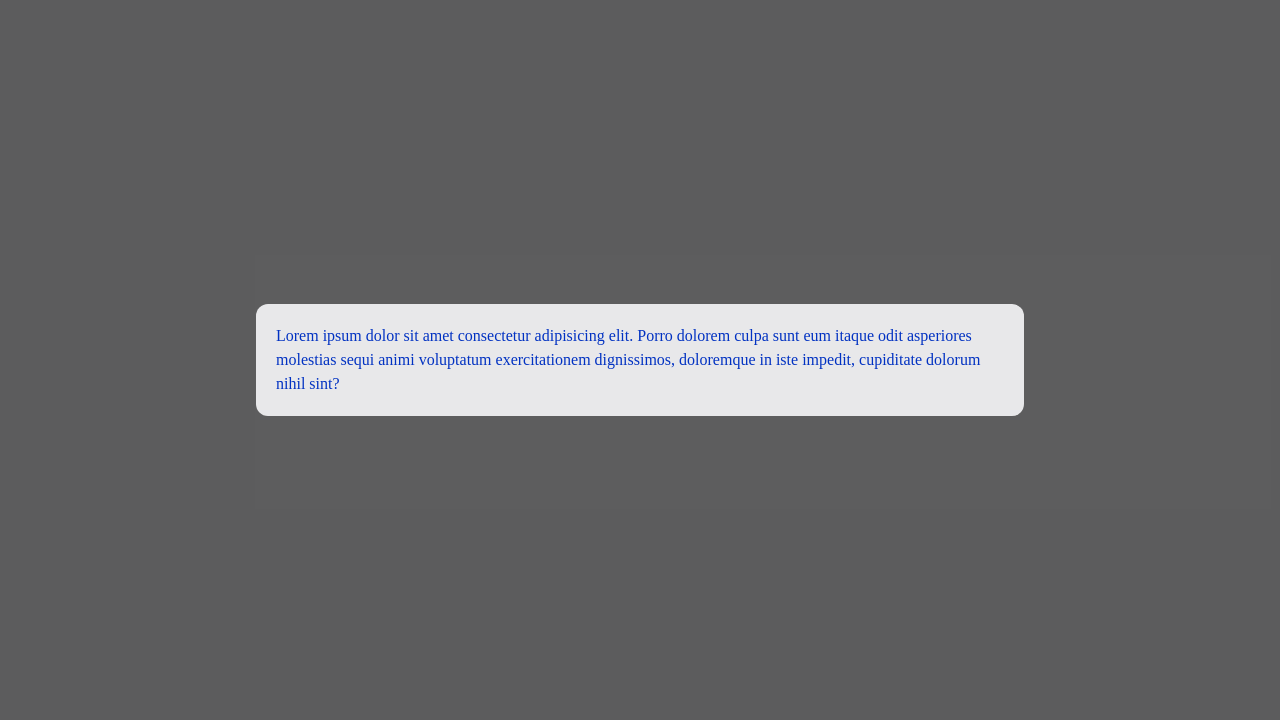 Lorem ipsum dolor sit amet consectetur adipisicing elit. Porro dolorem culpa sunt eum itaque odit asperiores
molestias sequi animi voluptatum exercitationem dignissimos, doloremque in iste impedit, cupiditate dolorum
nihil sint?